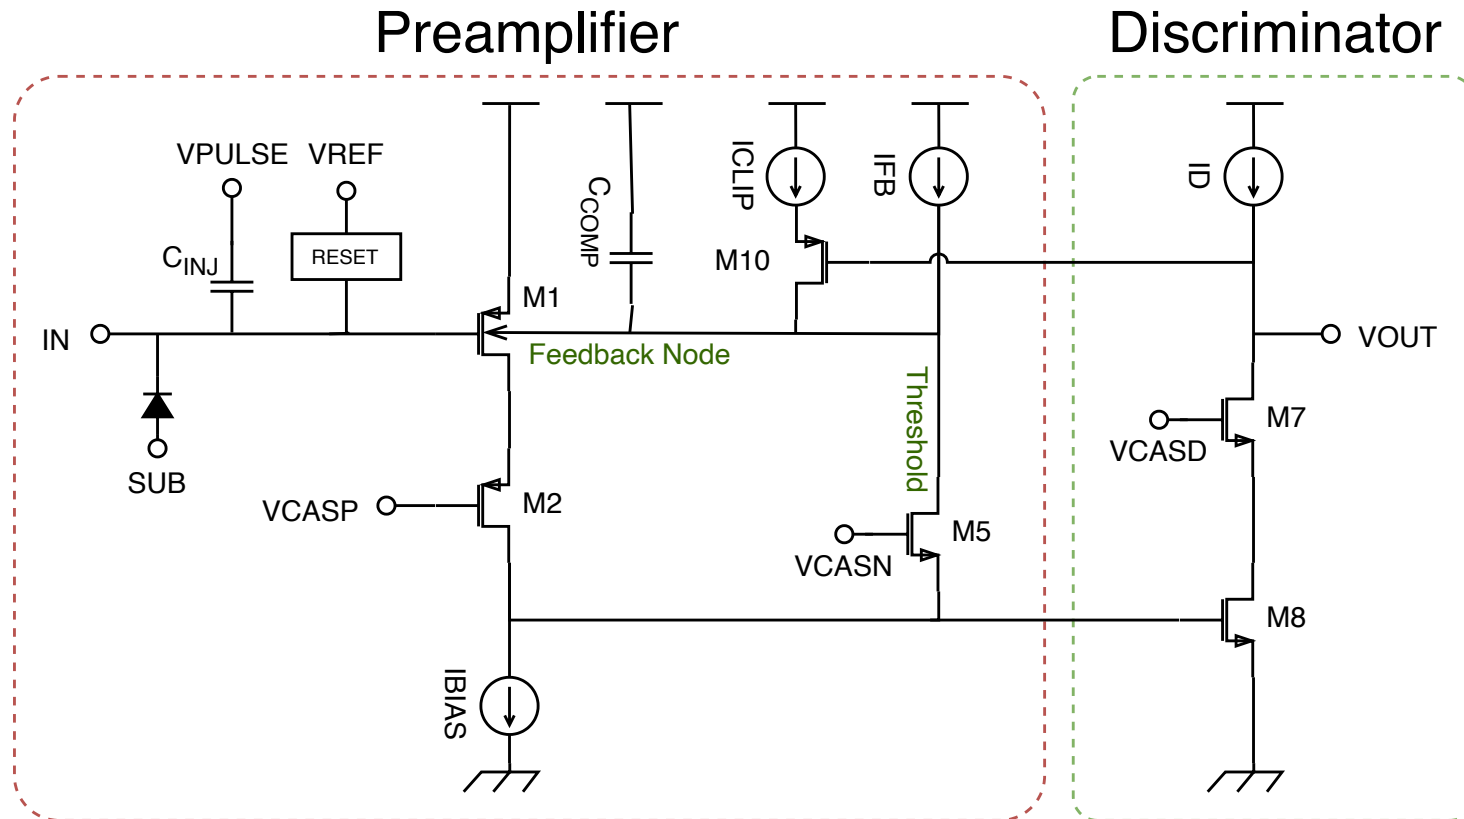 Preamplifier
Discriminator
VPULSE
VREF
ICLIP
IFB
ID
CCOMP
CINJ
RESET
M10
M1
IN
Feedback Node
VOUT
Threshold
M7
VCASD
SUB
VCASP
M2
M5
VCASN
M8
IBIAS